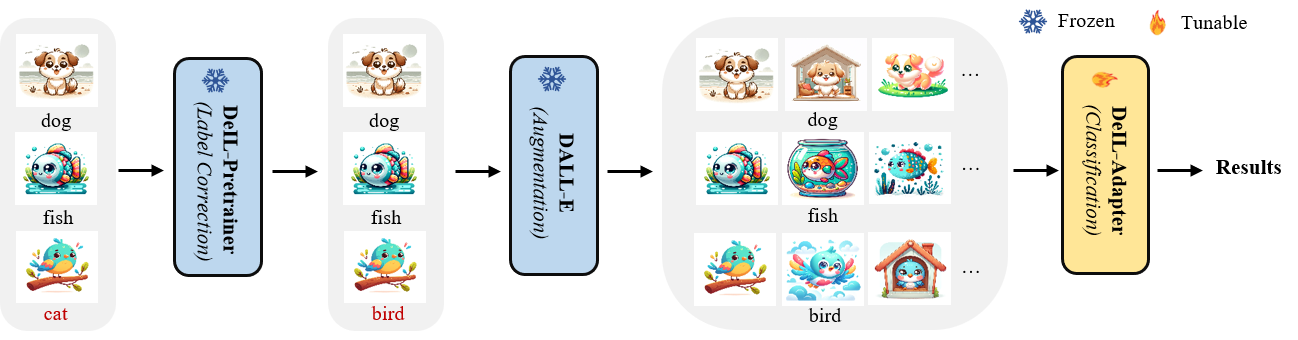 Frozen
Tunable
dog
fish
cat
DeIL-Pretrainer
(Label Correction)
dog
fish
bird
DALL-E
(Augmentation)
...
dog
...
fish
...
bird
DeIL-Adapter
(Classification)
Results